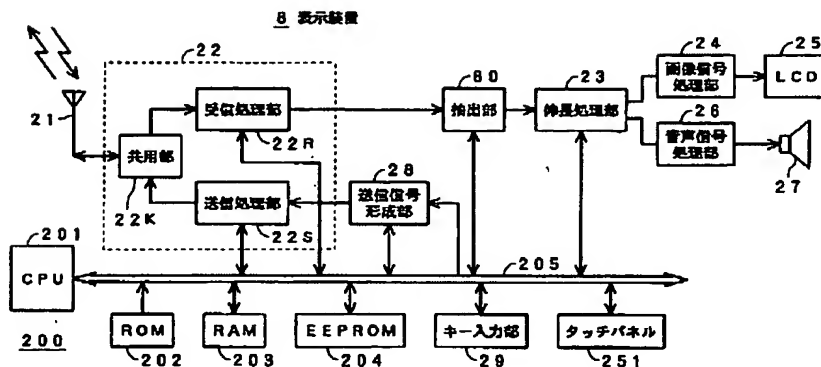 8 表示装置
22
24
25
60
23
画像信号
処理部
LCD
受信処理部
抽出部
伸長処理部
21
22R
26
共用部
音声信号
処理部
28
27
22K
送信処理部
送信信号
形成部
201
22S
205
CPU
ROM
RAM
EEPROM
キー入力部
タッチパネル
200
202
203
204
29
251